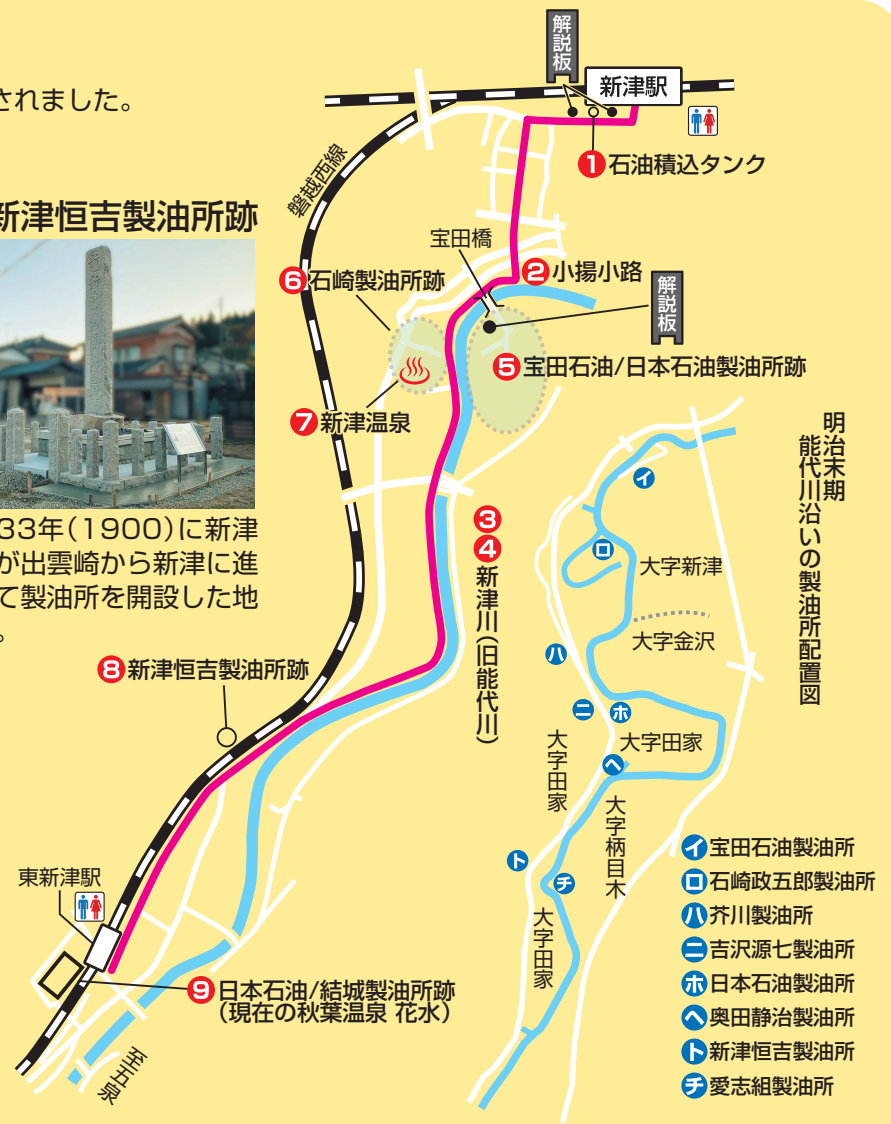 されました。
新津恒吉製油所跡
33年(1900)に新津
が出雲崎から新津に進
て製油所を開設した地
。
解説板
新津駅
❶石油積込タンク
磐越西線
宝田橋
❷小揚小路
❻石崎製油所跡
解説板
❺宝田石油/日本石油製油所跡
❼新津温泉
❸
❹新津川(旧能代川)
❽新津恒吉製油所跡
東新津駅
❾日本石油/結城製油所跡
(現在の秋葉温泉 花水)
至五泉
明治末期
能代川沿いの製油所配置図
イ
ロ
大字新津
大字金沢
ハ
ニ
ホ
大字田家
大字田家
ヘ
大字柄目木
ト
チ
大字田家
イ宝田石油製油所
ロ石崎政五郎製油所
ハ芥川製油所
ニ吉沢源七製油所
ホ日本石油製油所
ヘ奥田静治製油所
ト新津恒吉製油所
チ愛志組製油所